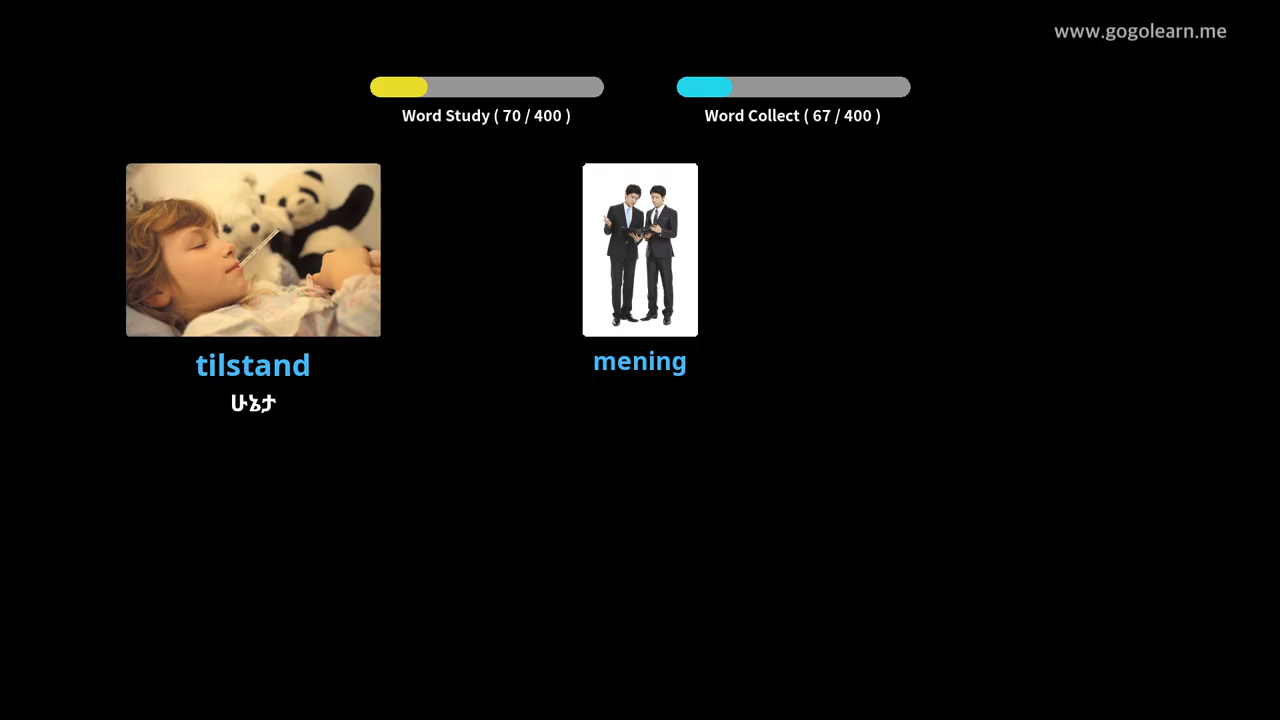 www.gogolearn.me
Word Study ( 70 / 400 )
Word Collect ( 67 / 400 )
tilstand
ሁኔታ
mening